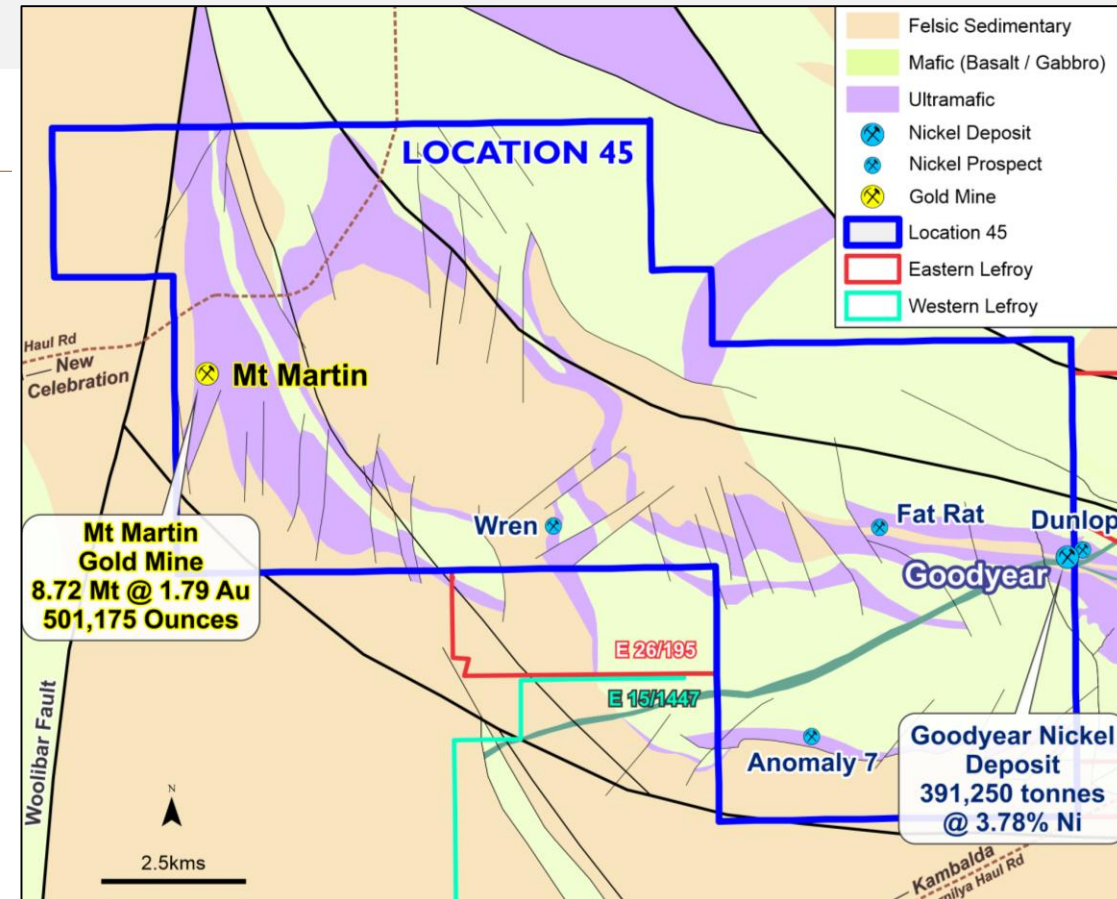 Felsic Sedimentary
Mafic (Basalt / Gabbro)
Ultramafic
Nickel Deposit
Nickel Prospect
Gold Mine
Location 45
Eastern Lefroy
Western Lefroy
LOCATION 45
Haul Rd
New
Celebration
Mt Martin
Wren
Fat Rat
Dunlop
Goodyear
Mt Martin
Gold Mine
8.72 Mt @ 1.79 Au
501,175 Ounces
E 26/195
E 15/1447
Woolibar Fault
Anomaly 7
Goodyear Nickel
Deposit
391,250 tonnes
@ 3.78% Ni
N
2.5kms
Kambalda
Haul Rd